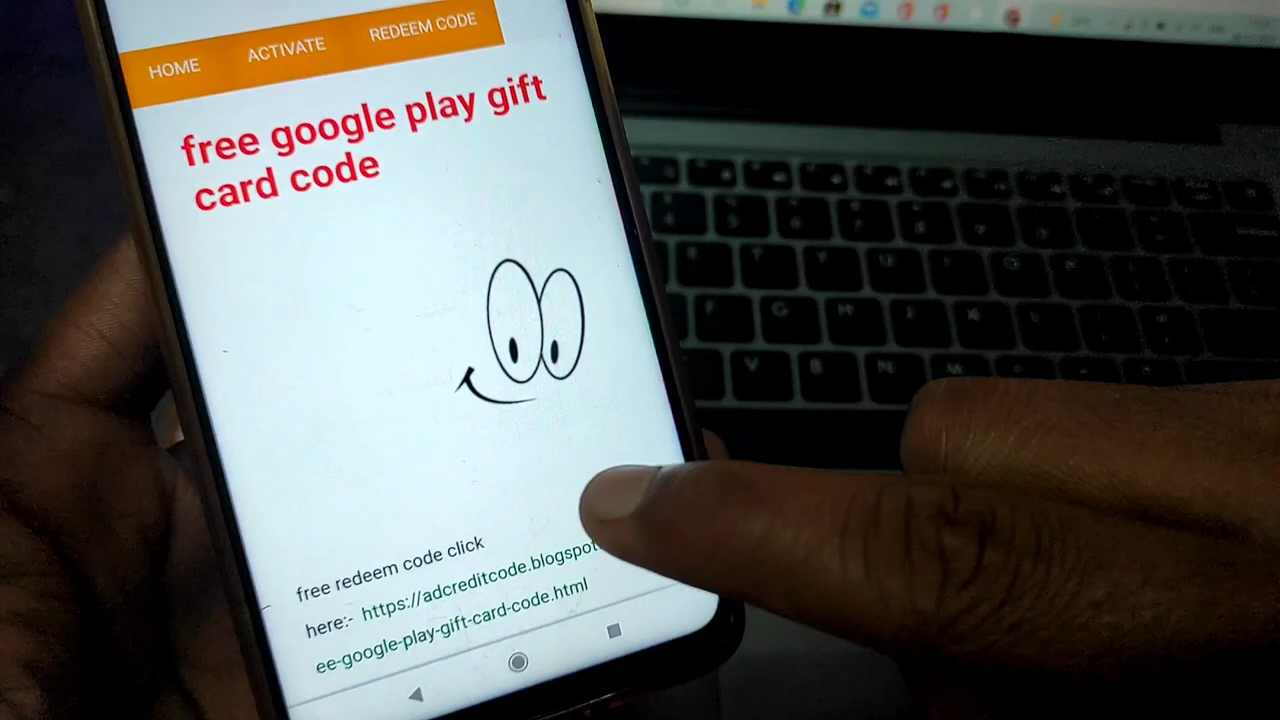 HOME ACTIVATE REDEEM CODE
free google play gift
card code
free redeem code click
here:- https://adcreditcode.blogspot.
ee-google-play-gift-card-code.html